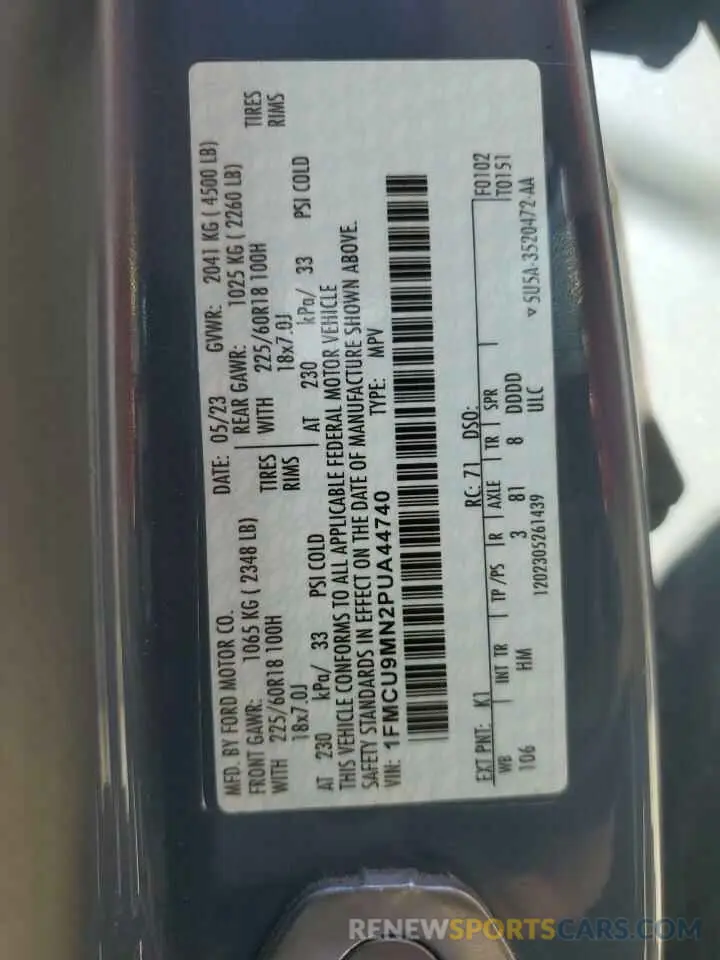 MFD. BY FORD MOTOR CO.
DATE: 05/23 GVWR: 2041 KG ( 4500 LB)
FRONT GAWR: 1065 KG ( 2348 LB)
REAR GAWR: 1025 KG ( 2260 LB)
WITH 225/60R18 100H TIRES
WITH 225/60R18 100H TIRES
18x7.0J RIMS
18x7.0J RIMS
AT 230 kPa/ 33 PSI COLD
AT 230 kPa/ 33 PSI COLD
THIS VEHICLE CONFORMS TO ALL APPLICABLE FEDERAL MOTOR VEHICLE
SAFETY STANDARDS IN EFFECT ON THE DATE OF MANUFACTURE SHOWN ABOVE.
VIN: 1FMCU9MN2PUA44740 TYPE: MPV
EXT PNT: K1 RC: 71 DSO:
F0102
WB INT TR TP/PS R AXLE TR SPR
T0151
106 HM 3 81 8 DDDD
1202305261439 ULC
▾5U5A-3520472-AA
RENEWSPORTSCARS.COM